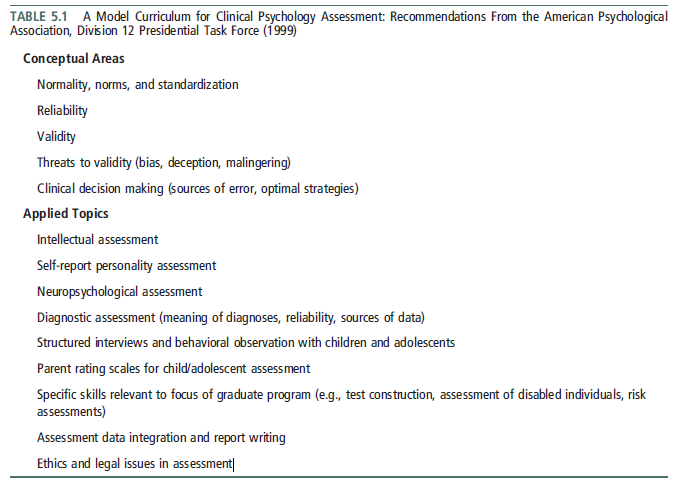 TABLE 5.1 A Model Curriculum for Clinical Psychology Assessment: Recommendations From the American Psychological
Association, Division 12 Presidential Task Force (1999)
Conceptual Areas
Normality, norms, and standardization
Reliability
Validity
Threats to validity (bias, deception, malingering)
Clinical decision making (sources of error, optimal strategies)
Applied Topics
Intellectual assessment
Self-report personality assessment
Neuropsychological assessment
Diagnostic assessment (meaning of diagnoses, reliability, sources of data)
Structured interviews and behavioral observation with children and adolescents
Parent rating scales for child/adolescent assessment
Specific skills relevant to focus of graduate program (e.g., test construction, assessment of disabled individuals, risk
assessments)
Assessment data integration and report writing
Ethics and legal issues in assessment